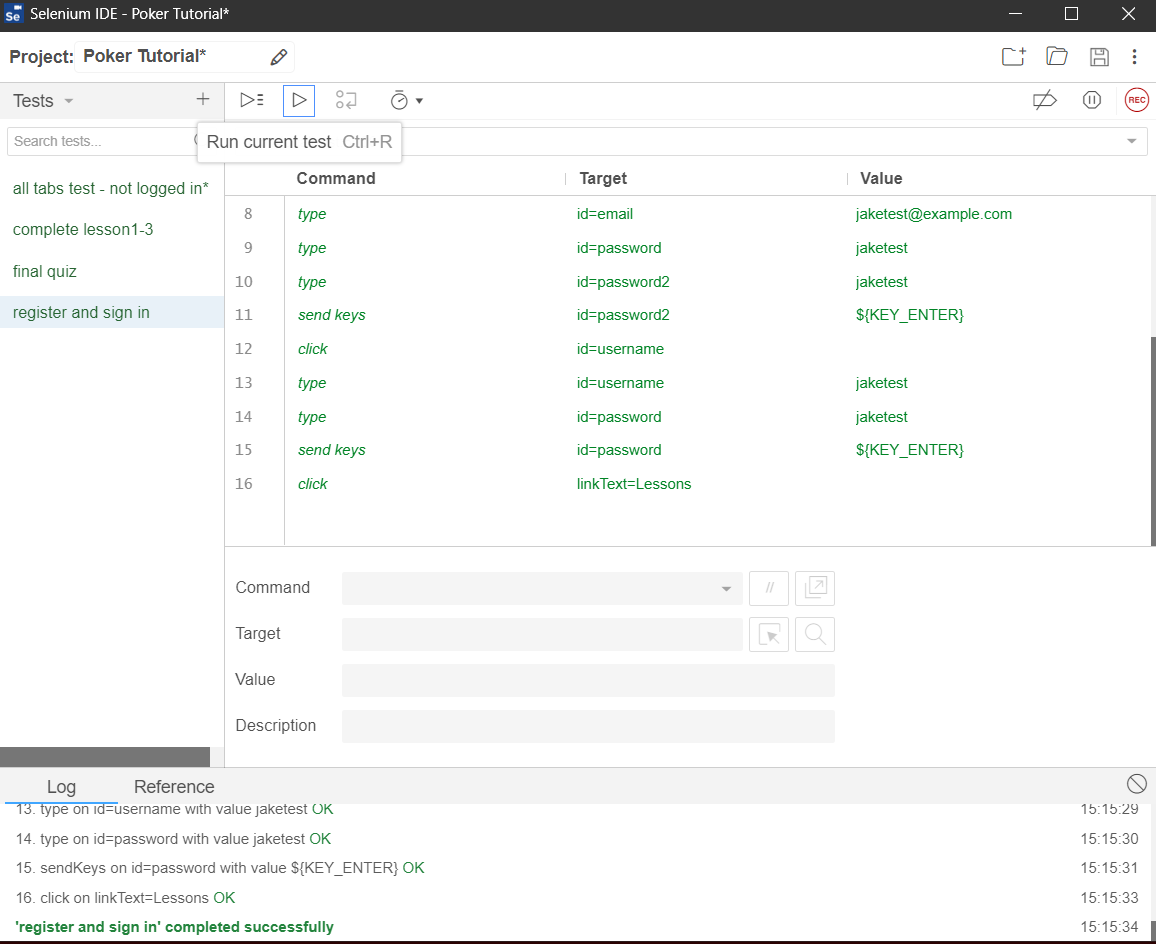 Se Selenium IDE - Poker Tutorial*
Project: Poker Tutorial*
Tests
REC
Search tests...
Run current test Ctrl+R
Command Target Value
all tabs test - not logged in*
complete lesson1-3
final quiz
register and sign in
8 type id=email jaketest@example.com
9 type id=password jaketest
10 type id=password2 jaketest
11 send keys id=password2 ${KEY_ENTER}
12 click id=username
13 type id=username jaketest
14 type id=password jaketest
15 send keys id=password ${KEY_ENTER}
16 click linkText=Lessons
Command //
Target
Value
Description
Log Reference
13. type on id=username with value jaketest OK 15:15:29
14. type on id=password with value jaketest OK 15:15:30
15. sendKeys on id=password with value ${KEY_ENTER} OK 15:15:31
16. click on linkText=Lessons OK 15:15:33
'register and sign in' completed successfully 15:15:34